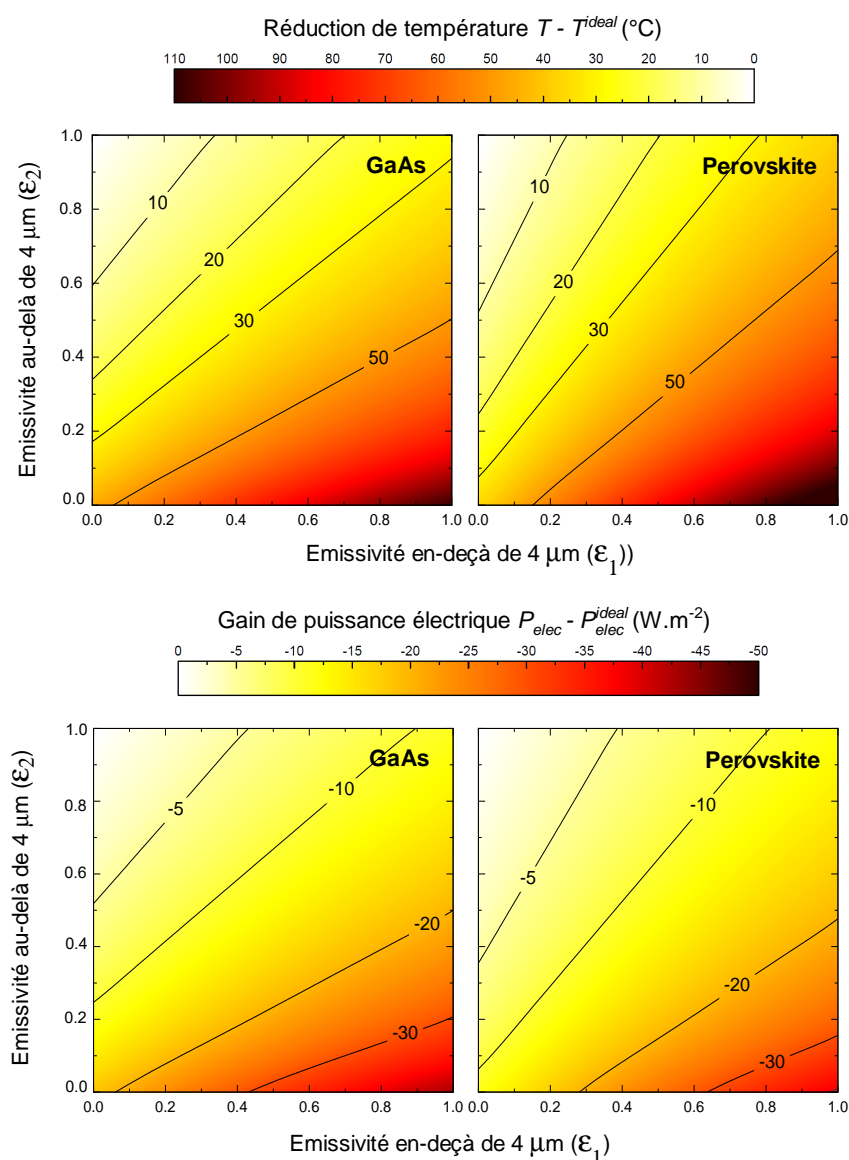 Réduction de température T - T^ideal (°C)
110 100 90 80 70 60 50 40 30 20 10 0
1.0 0.8 0.6 0.4 0.2 0.0
Emissivité au-delà de 4 µm (ε2)
GaAs
10
20
30
50
0.0 0.2 0.4 0.6 0.8 1.0
Perovskite
10
20
30
50
0.0 0.2 0.4 0.6 0.8 1.0
Emissivité en-deçà de 4 µm (ε1))
Gain de puissance électrique Pelec - Pelec^ideal (W.m-2)
0 -5 -10 -15 -20 -25 -30 -35 -40 -45 -50
1.0 0.8 0.6 0.4 0.2 0.0
Emissivité au-delà de 4 µm (ε2)
GaAs
-5
-10
-20
-30
0.0 0.2 0.4 0.6 0.8 1.0
Perovskite
-5
-10
-20
-30
0.0 0.2 0.4 0.6 0.8 1.0
Emissivité en-deçà de 4 µm (ε1)